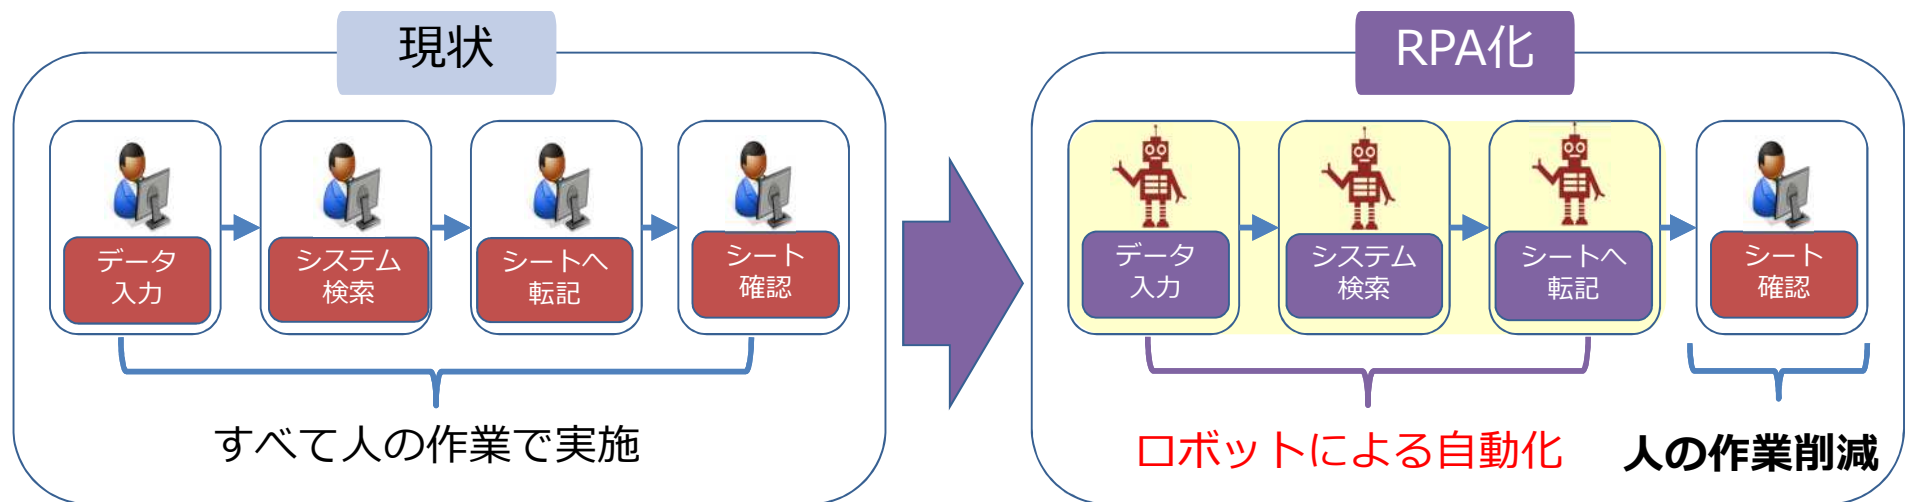 現状
データ
入力
システム
検索
シートへ
転記
シート
確認
すべて人の作業で実施
RPA化
データ
入力
システム
検索
シートへ
転記
シート
確認
ロボットによる自動化
人の作業削減